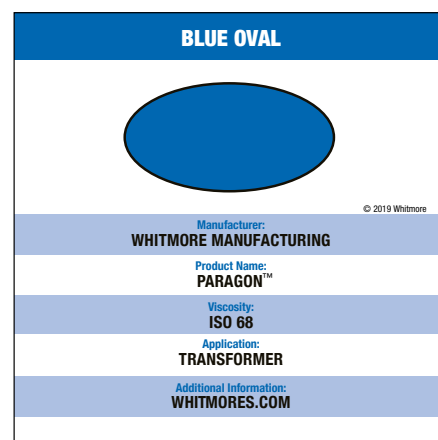 BLUE OVAL
© 2019 Whitmore
Manufacturer:
WHITMORE MANUFACTURING
Product Name:
PARAGON™
Viscosity:
ISO 68
Application:
TRANSFORMER
Additional Information:
WHITMORES.COM